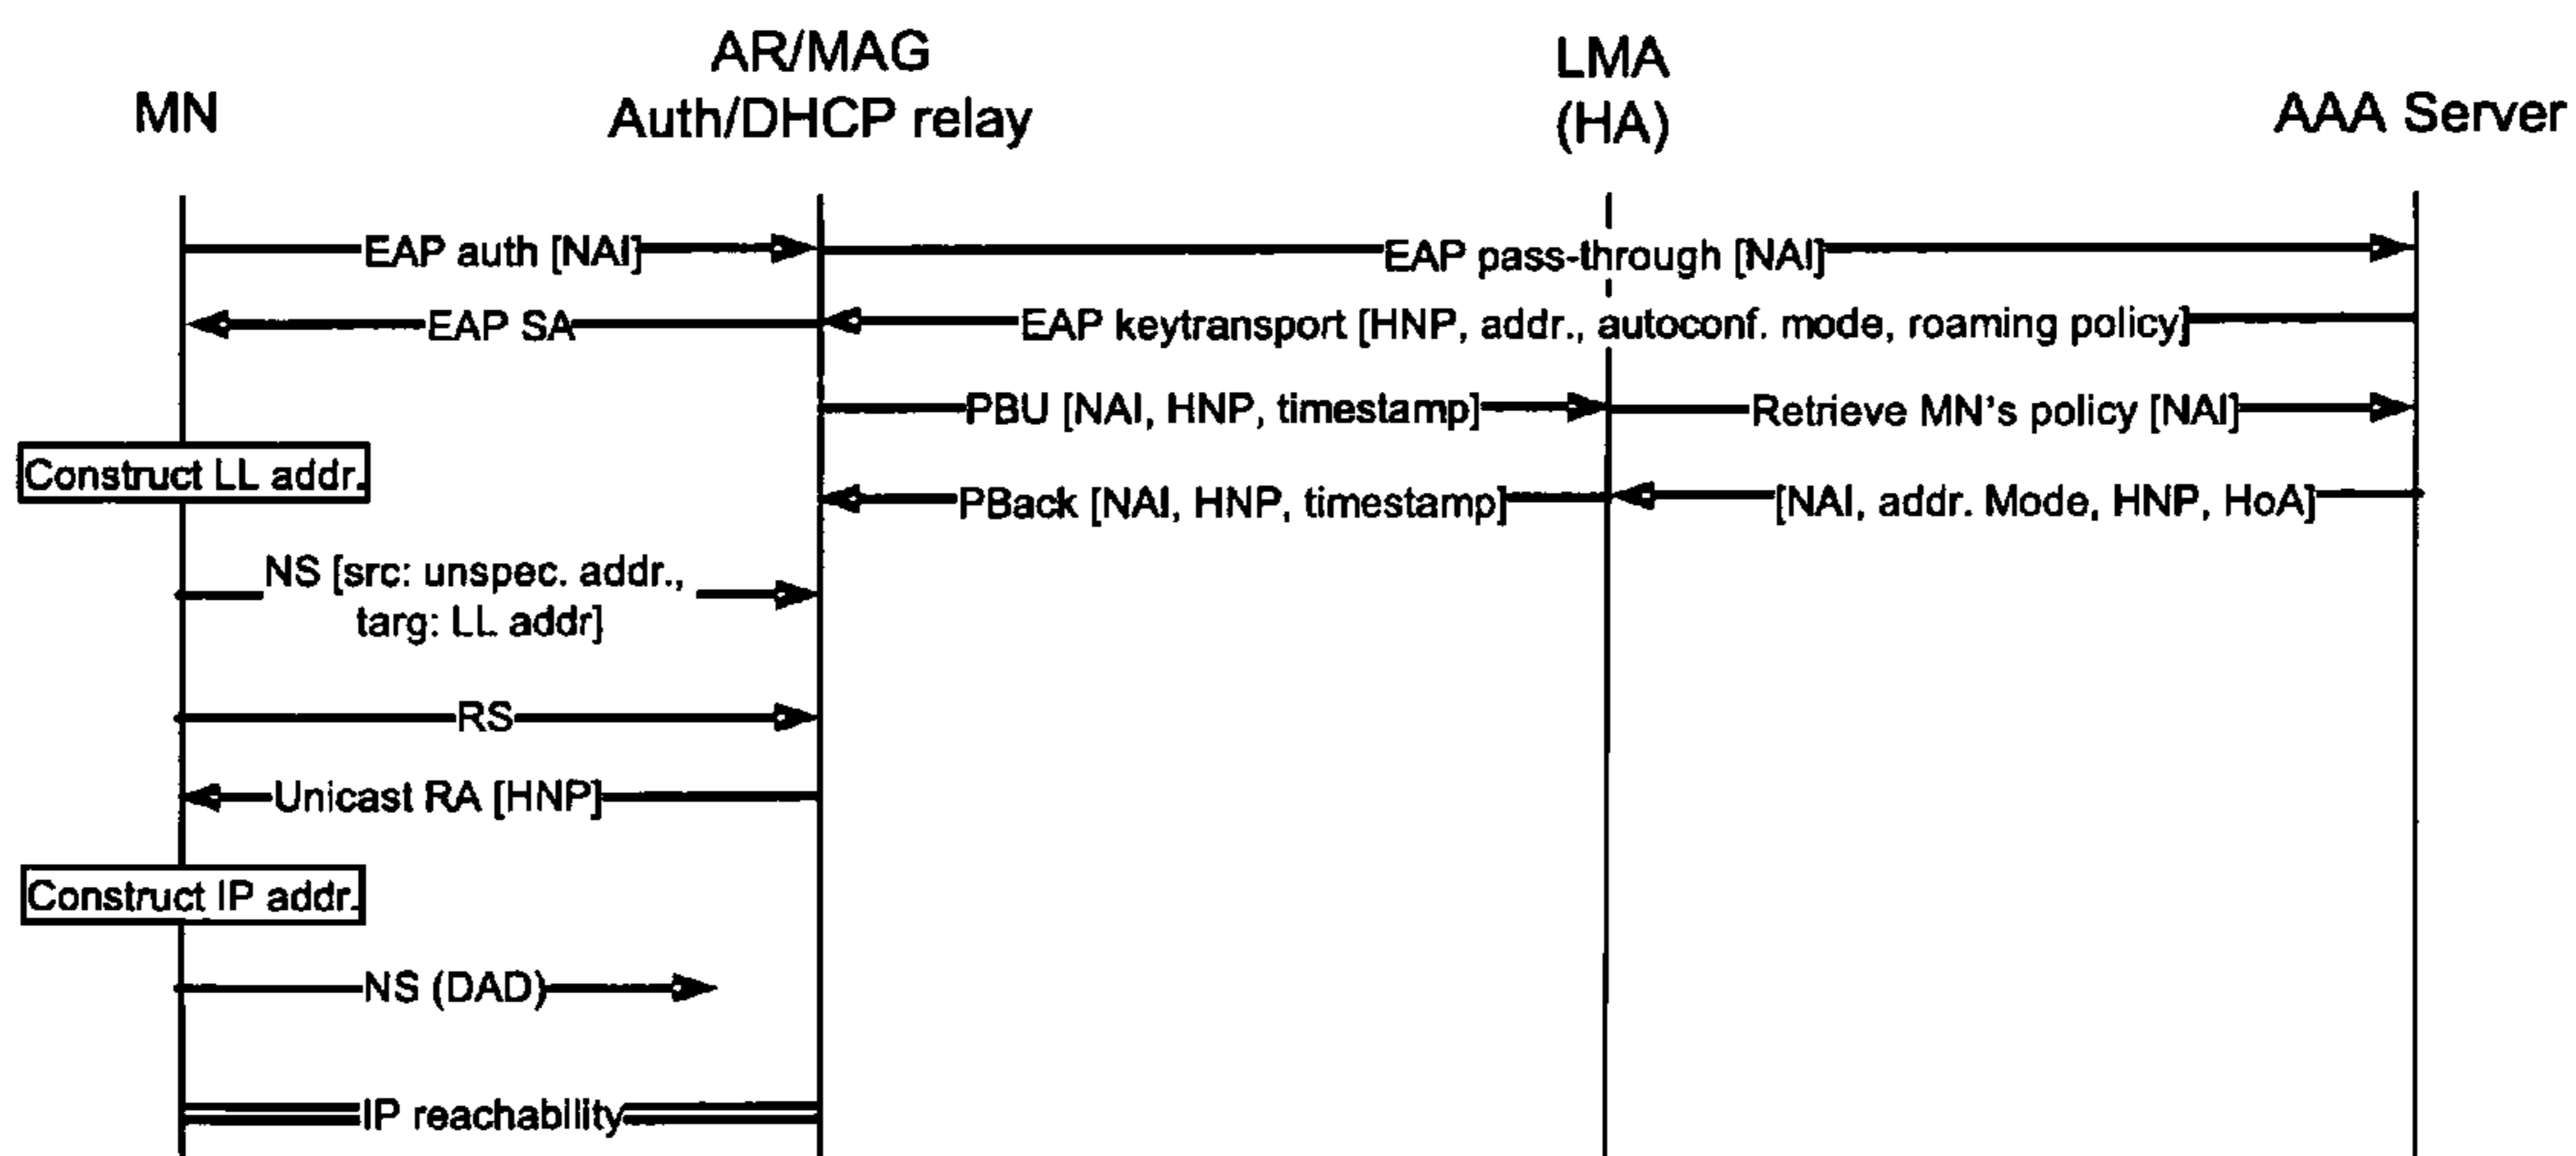 MN
AR/MAG
Auth/DHCP relay
LMA
(HA)
AAA Server
EAP auth [NAI]
EAP pass-through [NAI]
EAP SA
EAP keytransport [HNP, addr., autoconf. mode, roaming policy]
PBU [NAI, HNP, timestamp]
Retrieve MN's policy [NAI]
Construct LL addr.
PBack [NAI, HNP, timestamp]
[NAI, addr. Mode, HNP, HoA]
NS [src: unspec. addr.,
targ: LL addr]
RS
Unicast RA [HNP]
Construct IP addr.
NS (DAD)
IP reachability